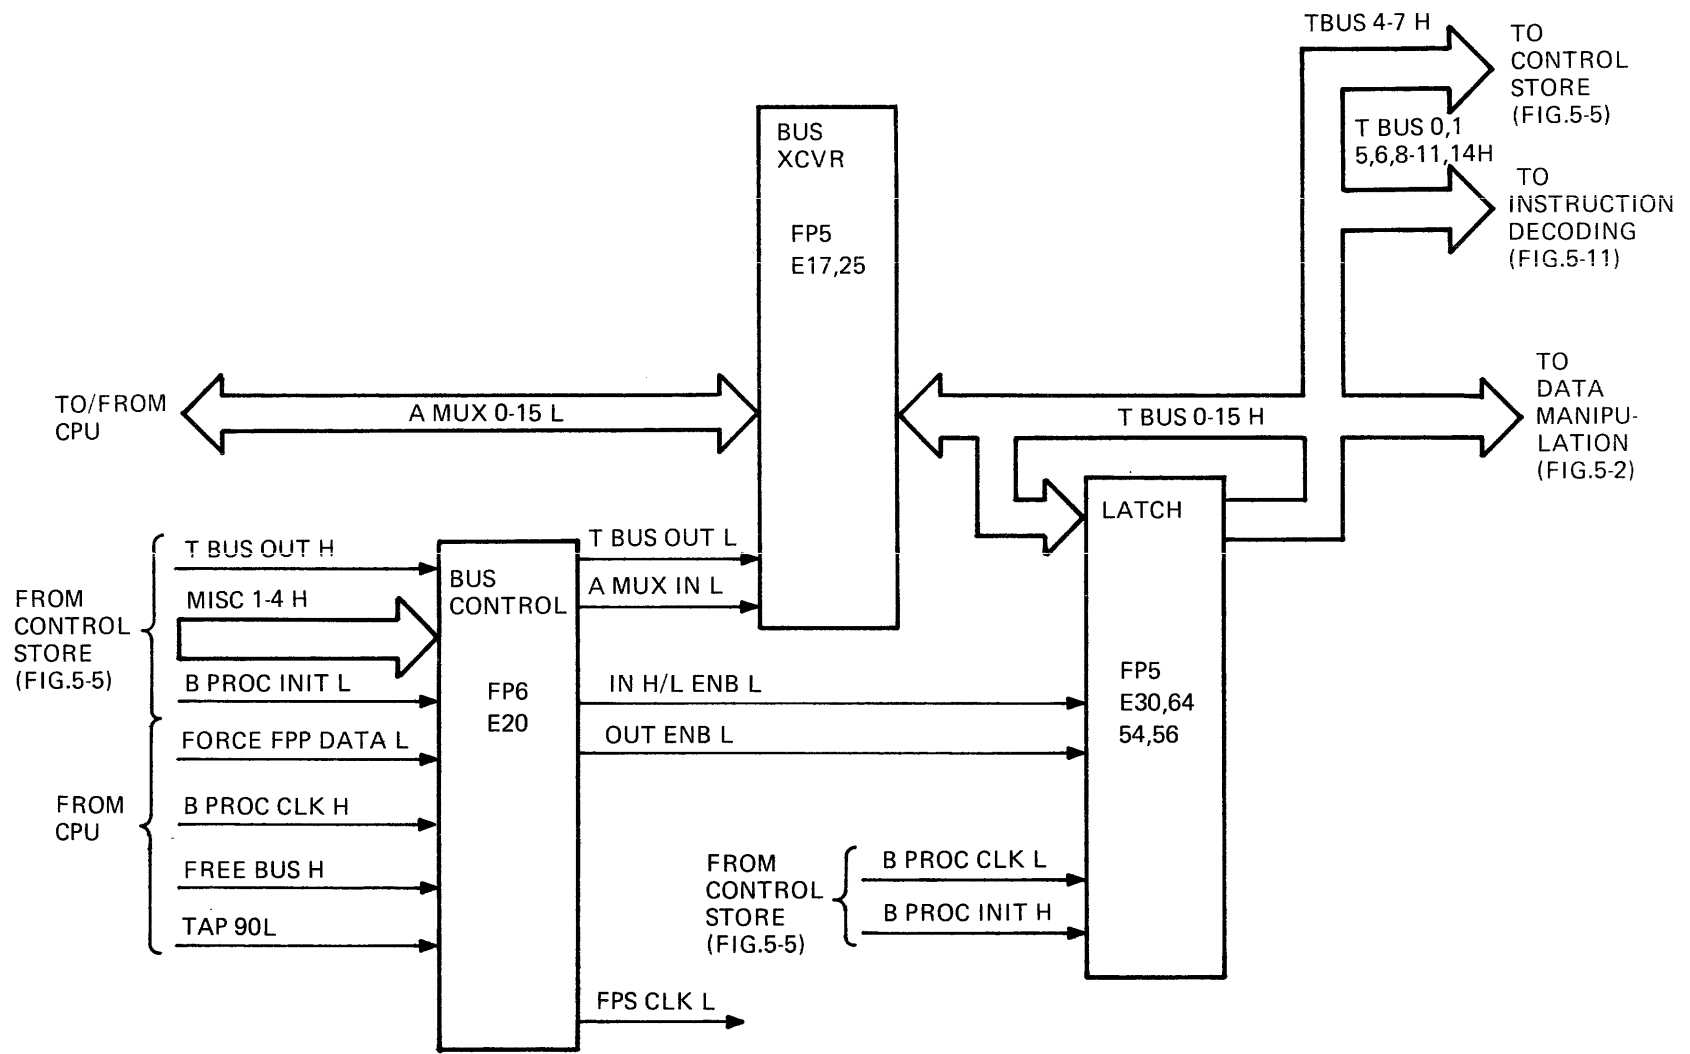 TBUS 4-7 H
TO
CONTROL
STORE
(FIG.5-5)
T BUS 0,1
5,6,8-11,14H
TO
INSTRUCTION
DECODING
(FIG.5-11)
BUS
XCVR
FP5
E17,25
TO/FROM
CPU
A MUX 0-15 L
T BUS 0-15 H
TO
DATA
MANIPU-
LATION
(FIG.5-2)
LATCH
FP5
E30,64
54,56
FROM
CONTROL
STORE
(FIG.5-5)
T BUS OUT H
MISC 1-4 H
B PROC INIT L
FROM
CPU
FORCE FPP DATA L
B PROC CLK H
FREE BUS H
TAP 90L
BUS
CONTROL
FP6
E20
T BUS OUT L
A MUX IN L
IN H/L ENB L
OUT ENB L
FROM
CONTROL
STORE
(FIG.5-5)
B PROC CLK L
B PROC INIT H
FPS CLK L